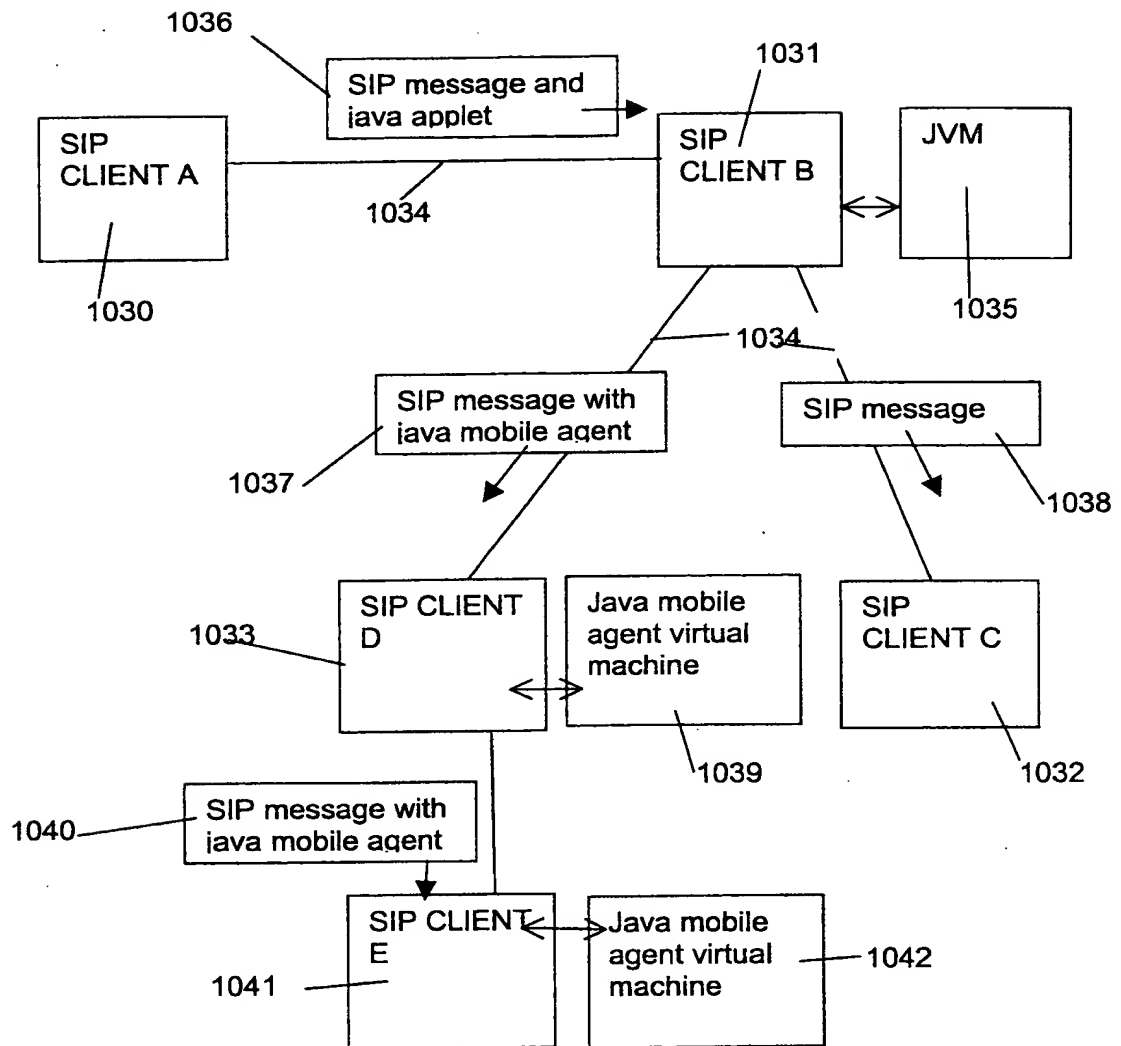 1036
SIP message and
java applet
1031
SIP
CLIENT A
SIP
CLIENT B
JVM
1034
1030
1035
1034
SIP message with
java mobile agent
SIP message
1037
1038
SIP CLIENT
D
Java mobile
agent virtual
machine
SIP
CLIENT C
1033
1039
1032
SIP message with
java mobile agent
1040
SIP CLIENT
E
Java mobile
agent virtual
machine
1041
1042